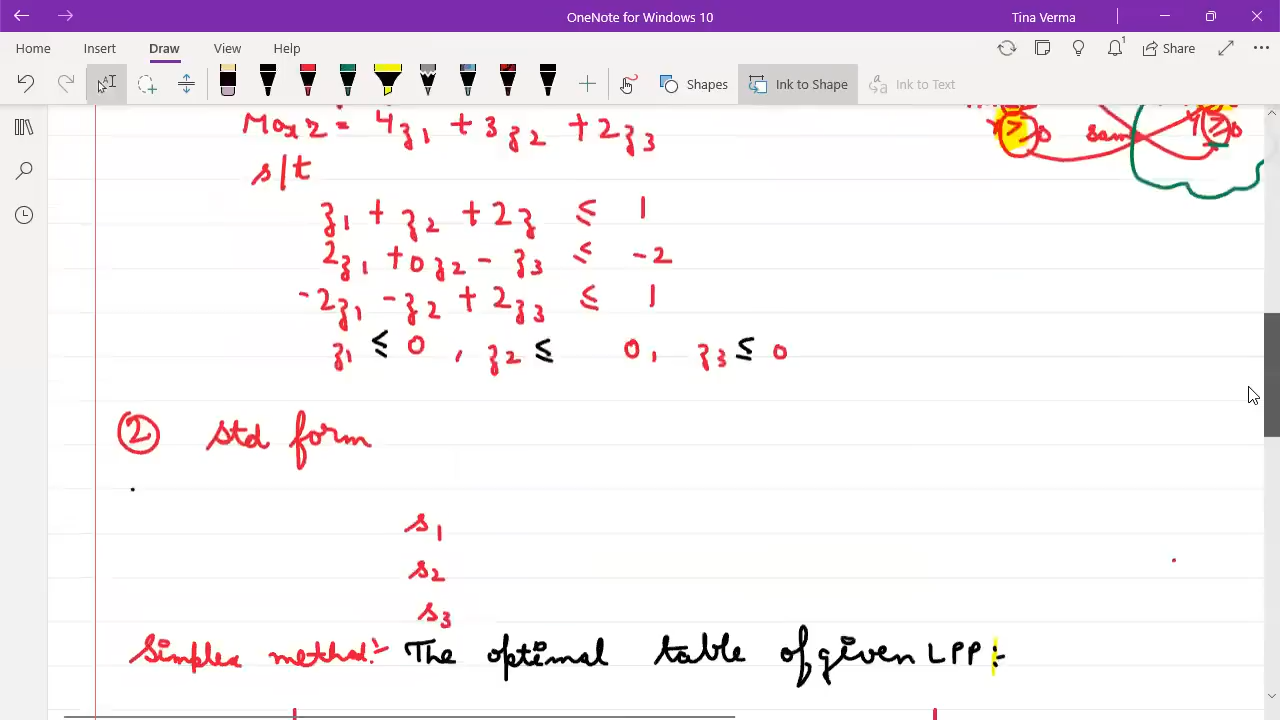 OneNote for Windows 10
Tina Verma
Home Insert Draw View Help
Share
Shapes Ink to Shape Ink to Text
Max z = 4z1 + 3z2 + 2z3
s/t
z1 + z2 + 2z ≤ 1
2z1 + 0z2 - z3 ≤ -2
-2z1 - z2 + 2z3 ≤ 1
z1 ≤ 0, z2 ≤ 0, z3 ≤ 0
② Std form
s1
s2
s3
Simplex method:- The optimal table of given LPP:-